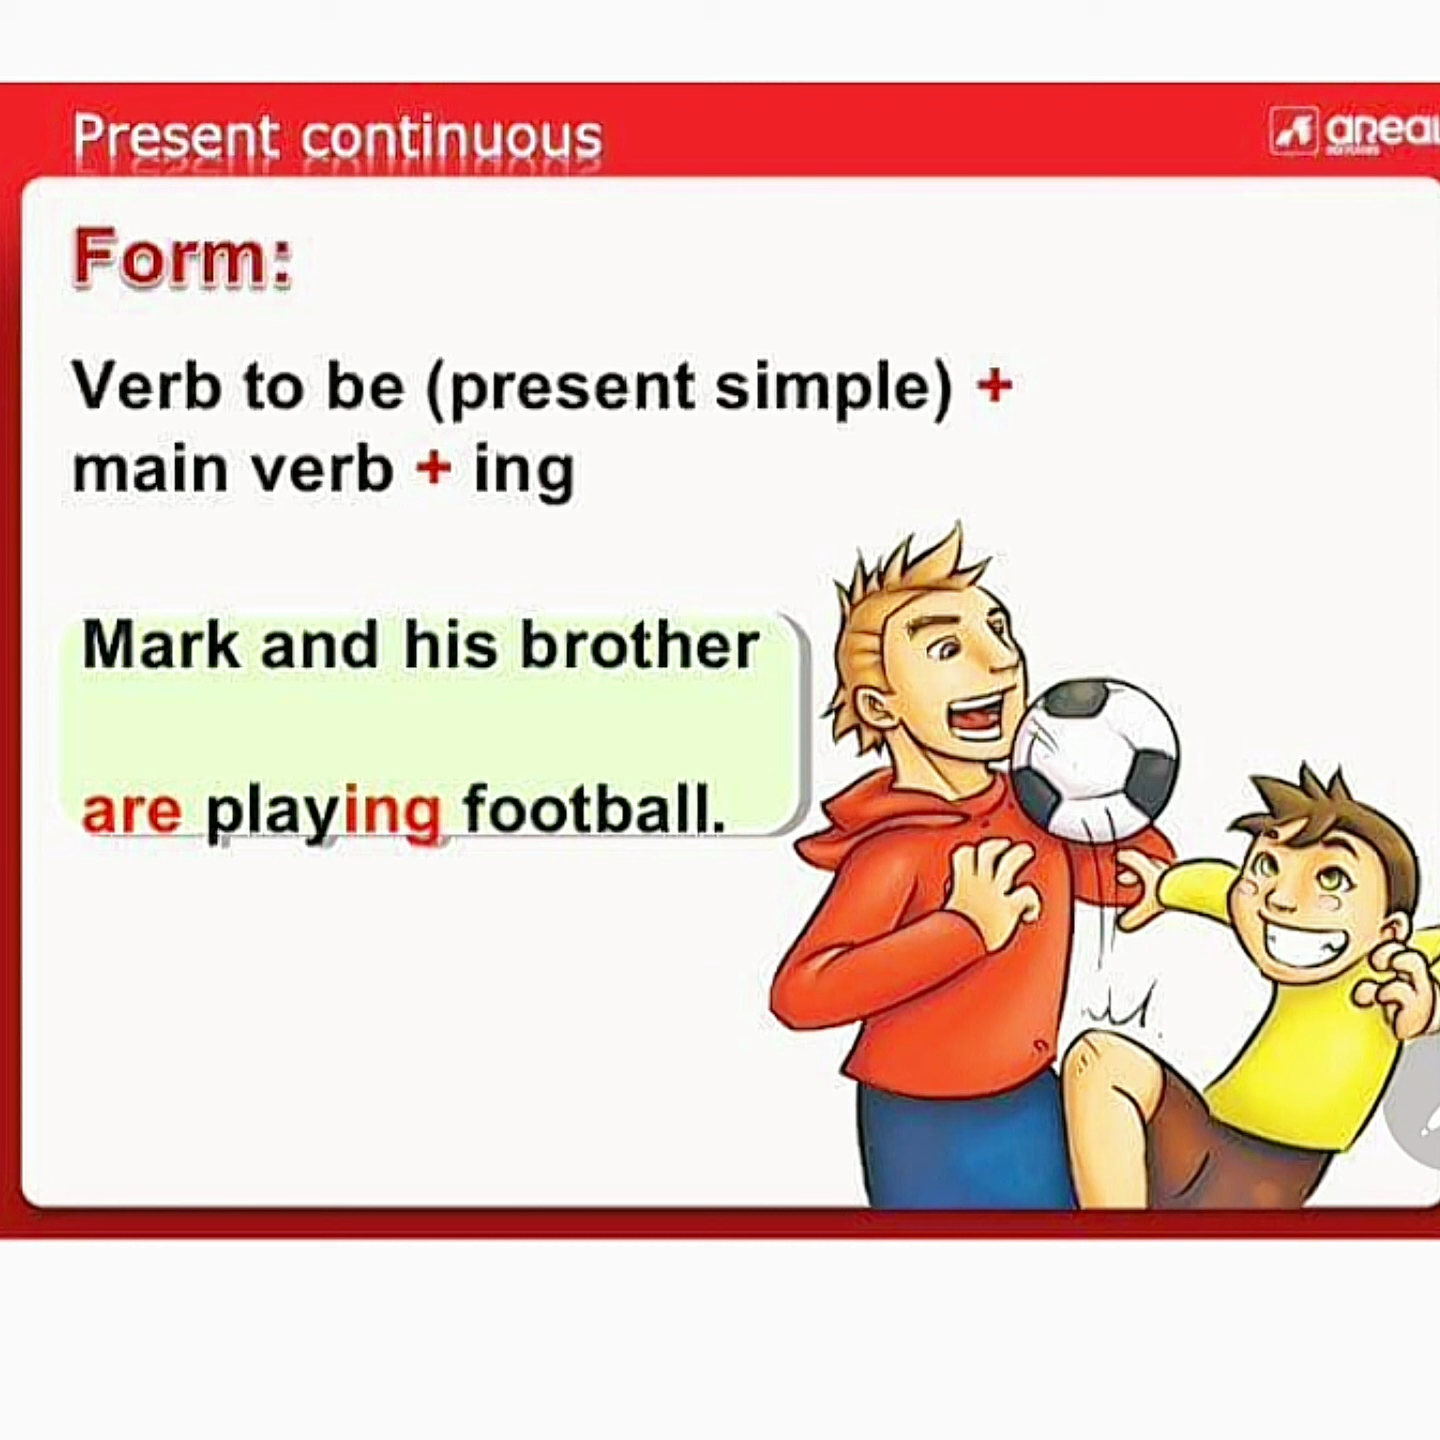 Present continuous
Form:
Verb to be (present simple) +
main verb + ing
Mark and his brother
are playing football.